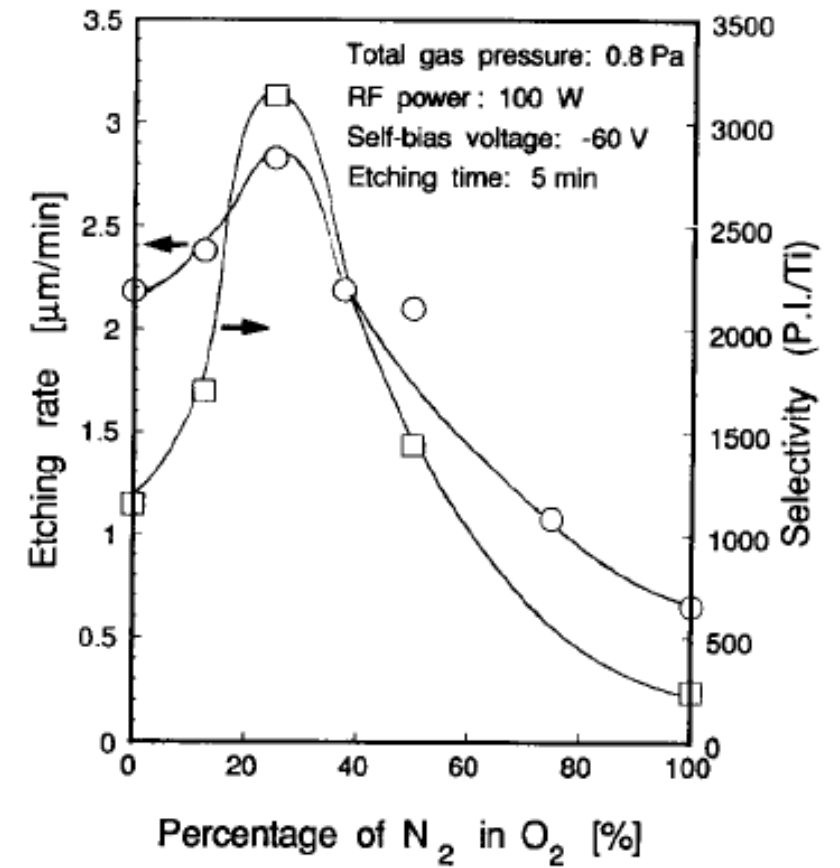 3.5
3
2.5
2
1.5
1
0.5
0
Etching rate [μm/min]
Total gas pressure: 0.8 Pa
RF power: 100 W
Self-bias voltage: -60 V
Etching time: 5 min
3500
3000
2500
2000
1500
1000
500
0
Selectivity (P.I./Ti)
0 20 40 60 80 100
Percentage of N₂ in O₂ [%]